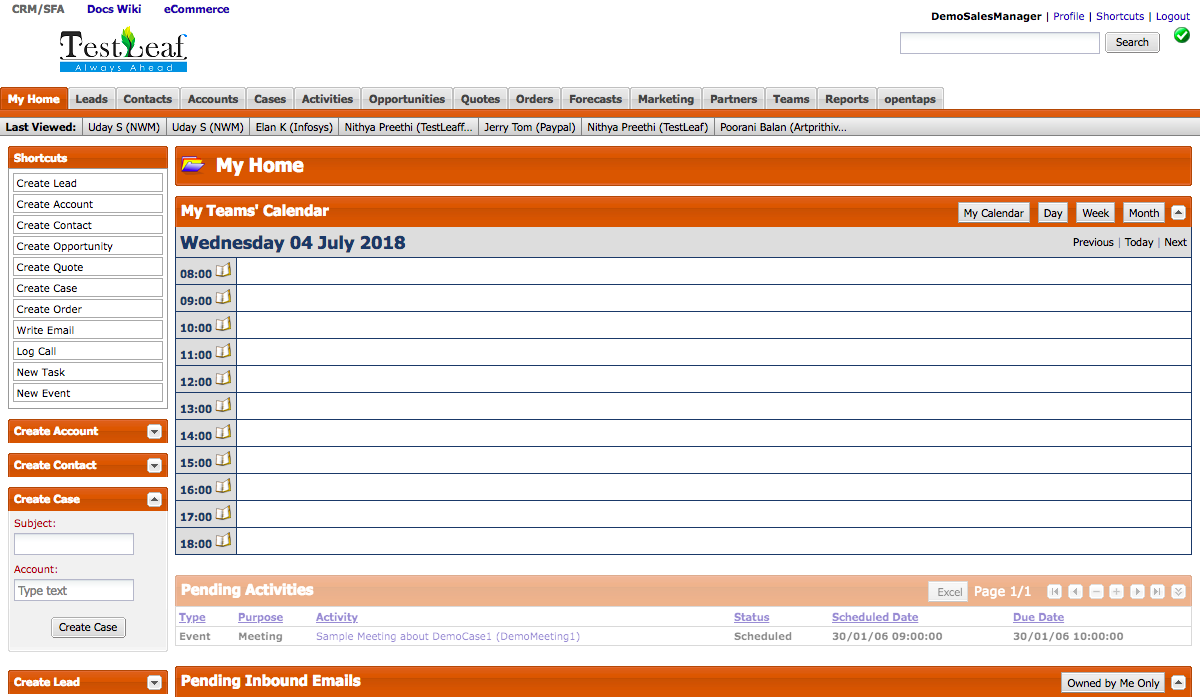 CRM/SFA Docs Wiki eCommerce
DemoSalesManager | Profile | Shortcuts | Logout
TestLeaf
Always Ahead
Search
My Home Leads Contacts Accounts Cases Activities Opportunities Quotes Orders Forecasts Marketing Partners Teams Reports opentaps
Last Viewed: Uday S (NWM) Uday S (NWM) Elan K (Infosys) Nithya Preethi (TestLeaff... Jerry Tom (Paypal) Nithya Preethi (TestLeaf) Poorani Balan (Artprithiv...
Shortcuts
Create Lead
Create Account
Create Contact
Create Opportunity
Create Quote
Create Case
Create Order
Write Email
Log Call
New Task
New Event
Create Account
Create Contact
Create Case
Subject:
Account:
Type text
Create Case
Create Lead
My Home
My Teams' Calendar My Calendar Day Week Month
Wednesday 04 July 2018 Previous | Today | Next
08:00
09:00
10:00
11:00
12:00
13:00
14:00
15:00
16:00
17:00
18:00
Pending Activities Excel Page 1/1
Type Purpose Activity Status Scheduled Date Due Date
Event Meeting Sample Meeting about DemoCase1 (DemoMeeting1) Scheduled 30/01/06 09:00:00 30/01/06 10:00:00
Pending Inbound Emails Owned by Me Only